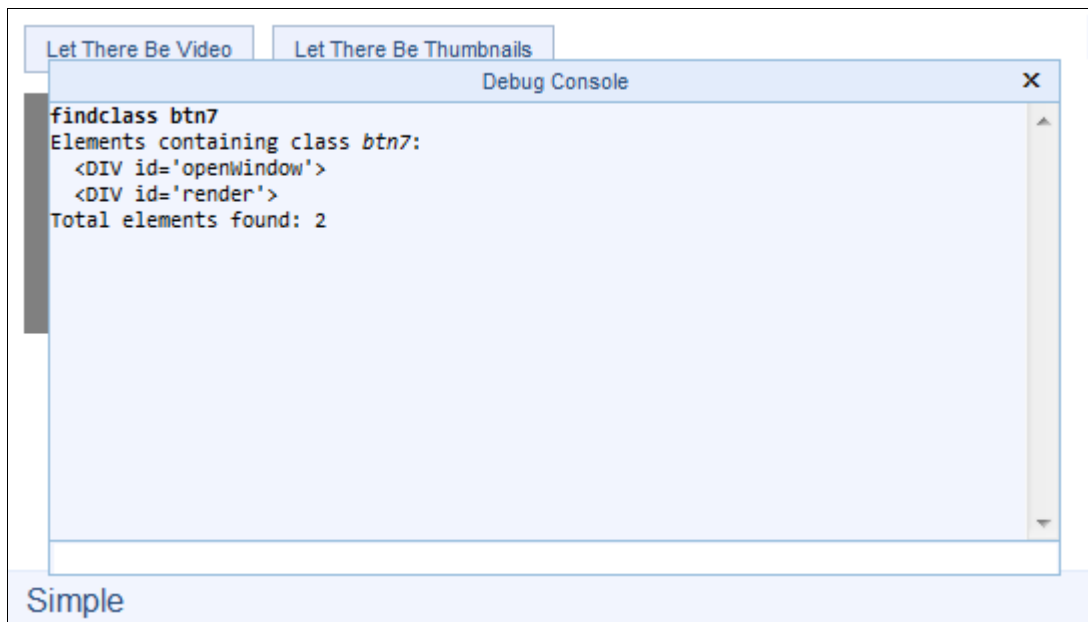 Let There Be Video
Let There Be Thumbnails
Debug Console
findclass btn7
Elements containing class btn7:
<DIV id='openWindow'>
<DIV id='render'>
Total elements found: 2
Simple